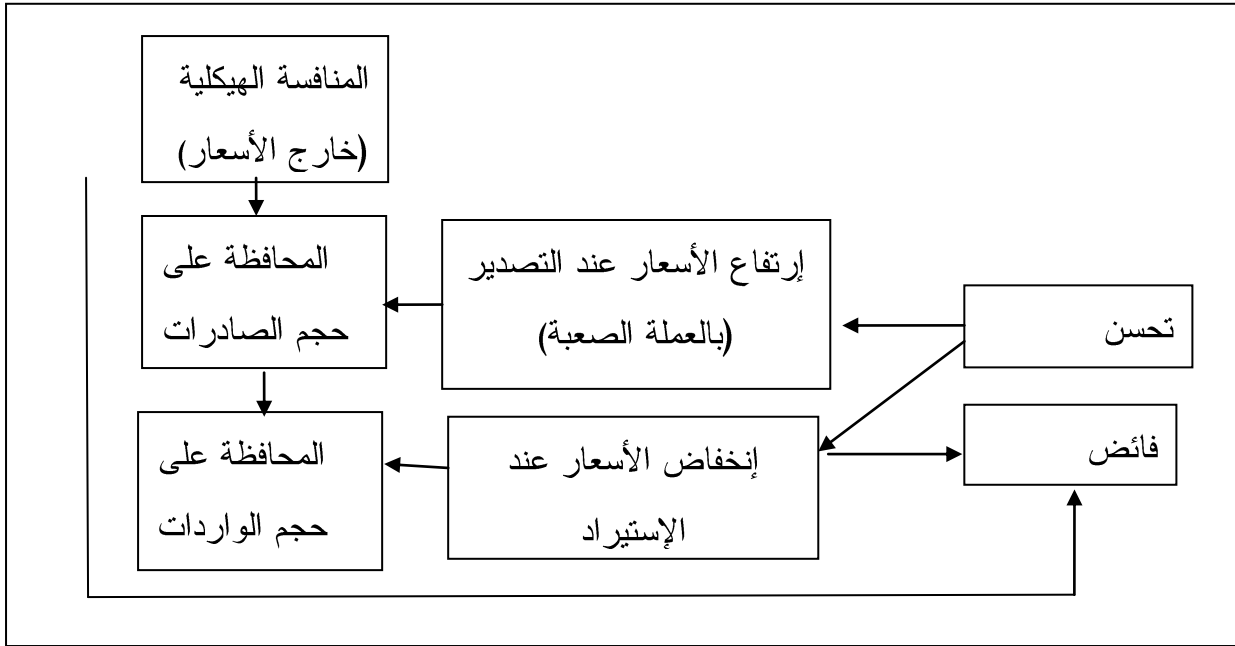 المنافسة الهيكلية
(خارج الأسعار)
المحافظة على
حجم الصادرات
إرتفاع الأسعار عند التصدير
(بالعملة الصعبة)
تحسن
المحافظة على
حجم الواردات
إنخفاض الأسعار عند
الإستيراد
فائض